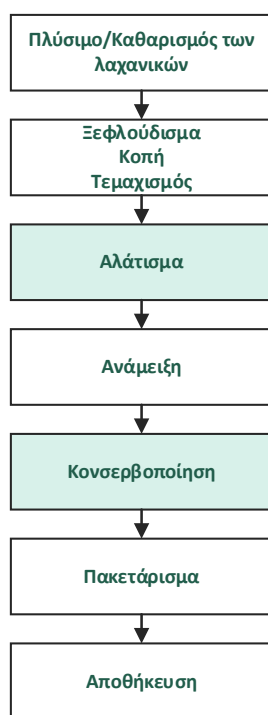 Πλύσιμο/Καθαρισμός των
λαχανικών
Ξεφλούδισμα
Κοπή
Τεμαχισμός
Αλάτισμα
Ανάμειξη
Κονσερβοποίηση
Πακετάρισμα
Αποθήκευση